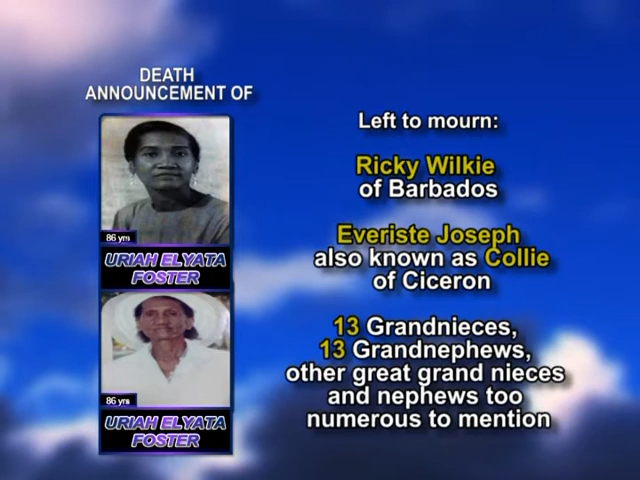 DEATH
ANNOUNCEMENT OF
86 yrs
URIAH ELYATA
FOSTER
86 yrs
URIAH ELYATA
FOSTER
Left to mourn:
Ricky Wilkie
of Barbados
Everiste Joseph
also known as Collie
of Ciceron
13 Grandnieces,
13 Grandnephews,
other great grand nieces
and nephews too
numerous to mention